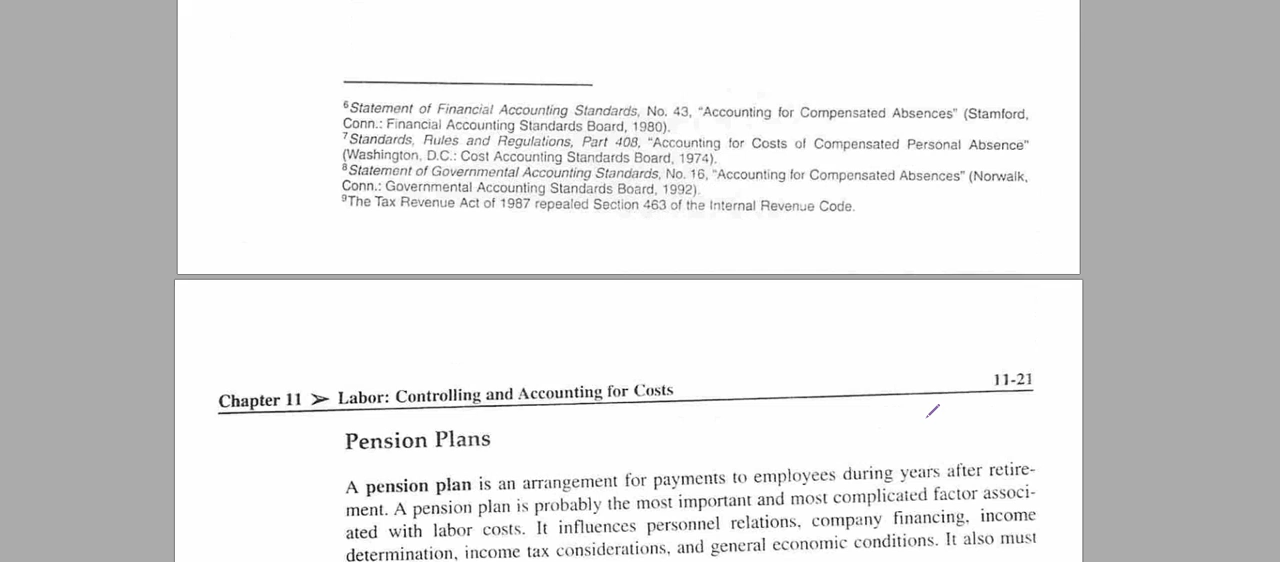 ⁶Statement of Financial Accounting Standards, No. 43, "Accounting for Compensated Absences" (Stamford,
Conn.: Financial Accounting Standards Board, 1980).
⁷Standards, Rules and Regulations, Part 408, "Accounting for Costs of Compensated Personal Absence"
(Washington, D.C.: Cost Accounting Standards Board, 1974).
⁸Statement of Governmental Accounting Standards, No. 16, "Accounting for Compensated Absences" (Norwalk,
Conn.: Governmental Accounting Standards Board, 1992).
⁹The Tax Revenue Act of 1987 repealed Section 463 of the Internal Revenue Code.
Chapter 11 ➢ Labor: Controlling and Accounting for Costs 11-21
Pension Plans
A pension plan is an arrangement for payments to employees during years after retire-
ment. A pension plan is probably the most important and most complicated factor associ-
ated with labor costs. It influences personnel relations, company financing, income
determination, income tax considerations, and general economic conditions. It also must